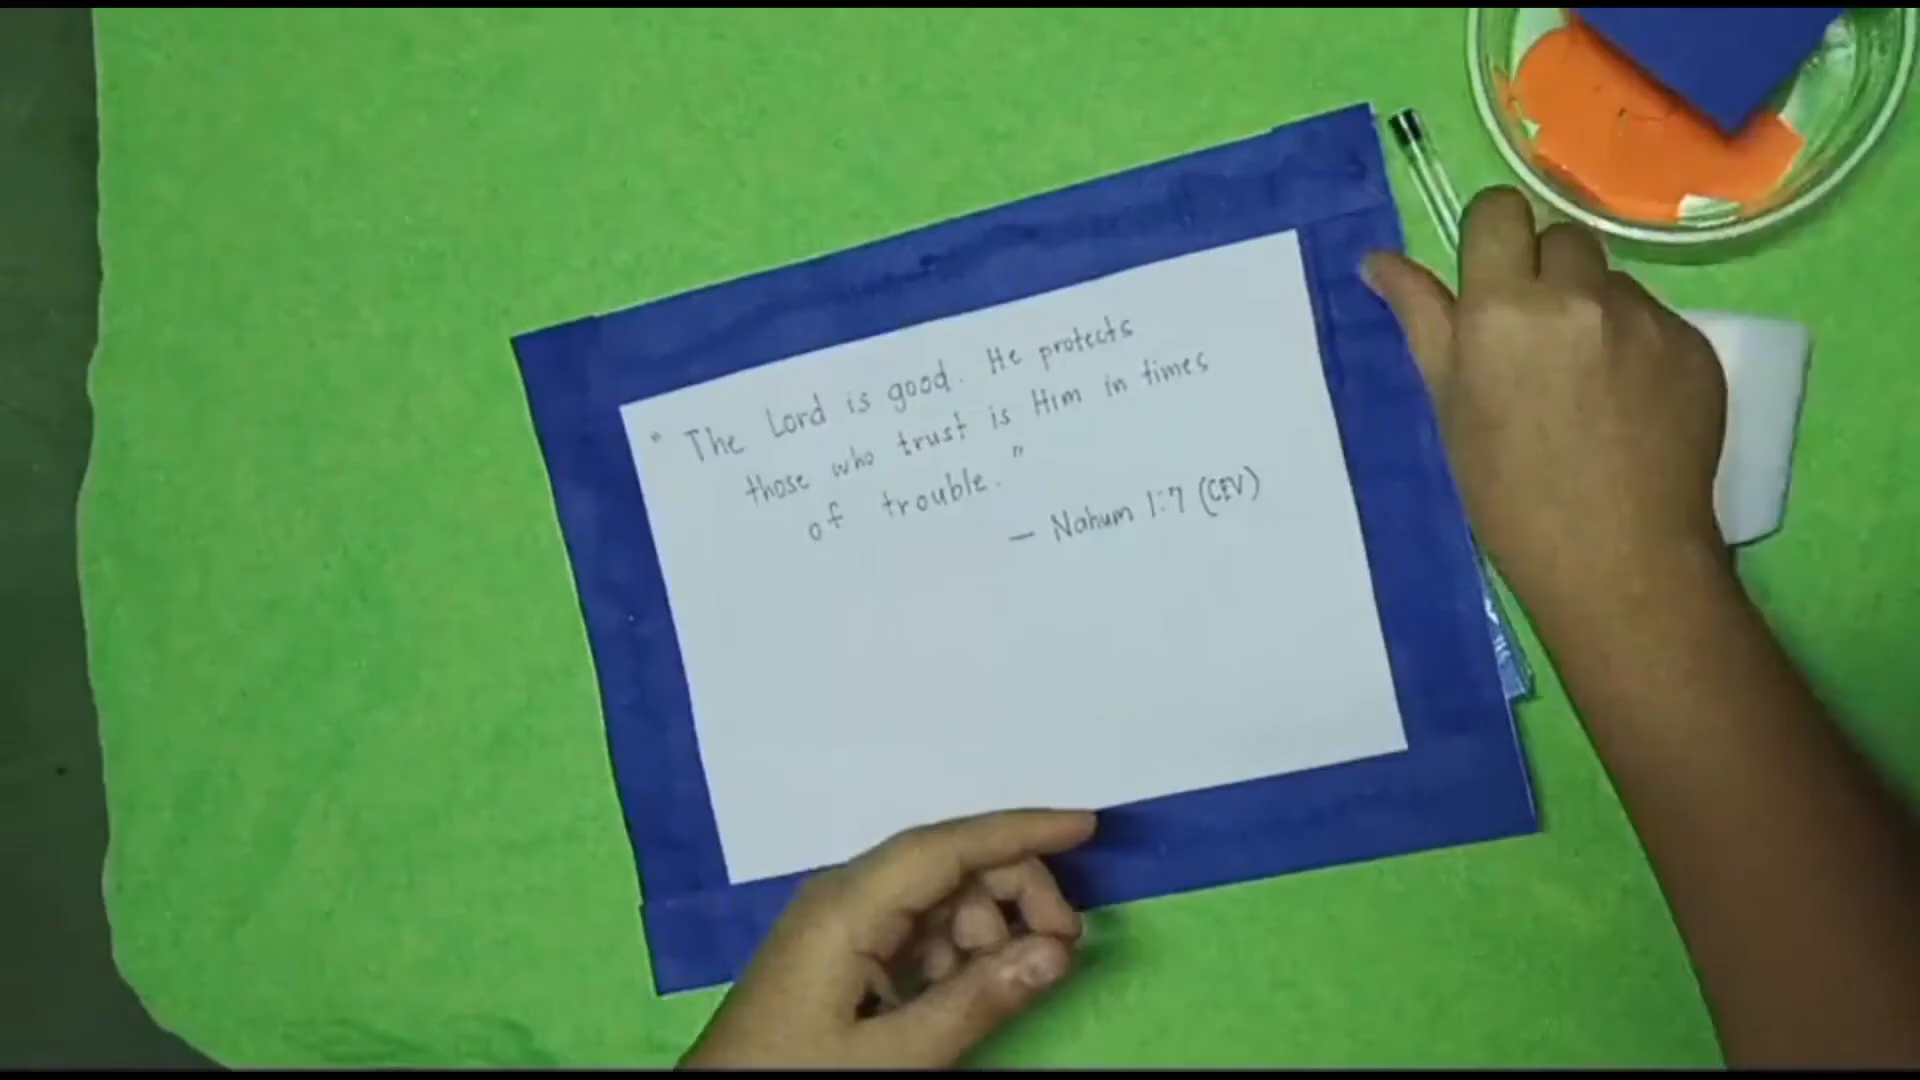 " The Lord is good. He protects
those who trust is Him in times
of trouble."
— Nahum 1:7 (CEV)